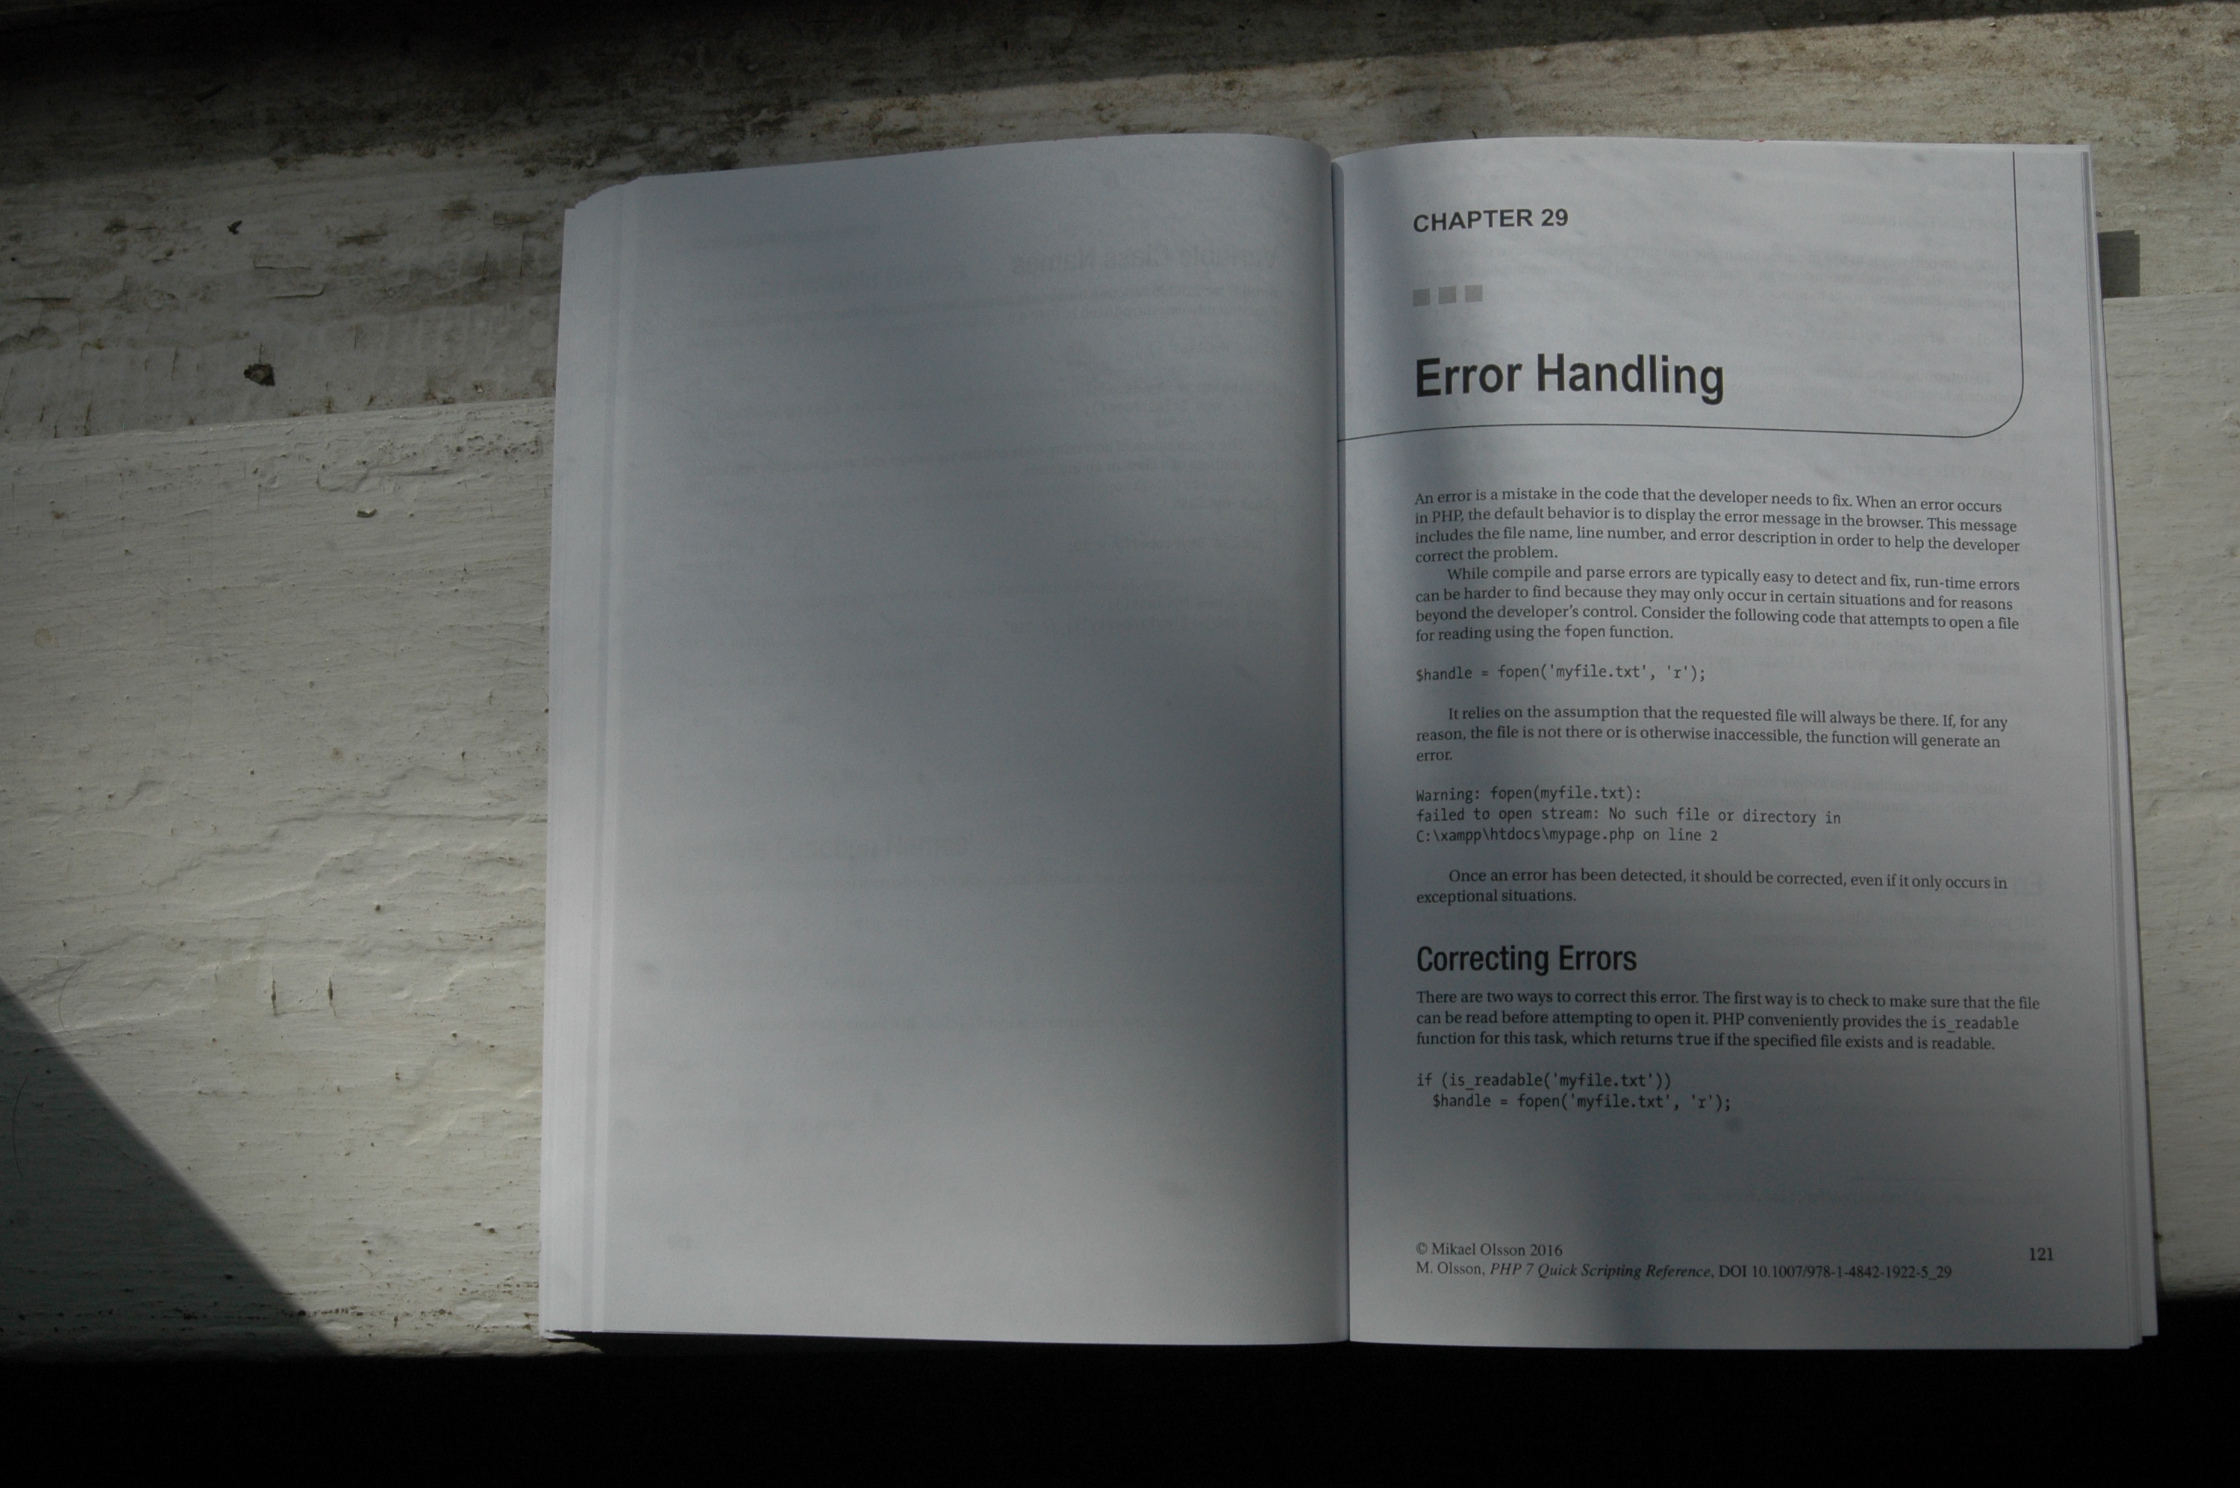 CHAPTER 29
Error Handling
An error is a mistake in the code that the developer needs to fix. When an error occurs
in PHP, the default behavior is to display the error message in the browser. This message
includes the file name, line number, and error description in order to help the developer
correct the problem.
While compile and parse errors are typically easy to detect and fix, run-time errors
can be harder to find because they may only occur in certain situations and for reasons
beyond the developer's control. Consider the following code that attempts to open a file
for reading using the fopen function.
$handle = fopen('myfile.txt', 'r');
It relies on the assumption that the requested file will always be there. If, for any
reason, the file is not there or is otherwise inaccessible, the function will generate an
error.
Warning: fopen(myfile.txt):
failed to open stream: No such file or directory in
C:\xampp\htdocs\mypage.php on line 2
Once an error has been detected, it should be corrected, even if it only occurs in
exceptional situations.
Correcting Errors
There are two ways to correct this error. The first way is to check to make sure that the file
can be read before attempting to open it. PHP conveniently provides the is_readable
function for this task, which returns true if the specified file exists and is readable.
if (is_readable('myfile.txt'))
$handle = fopen('myfile.txt', 'r');
© Mikael Olsson 2016
M. Olsson, PHP 7 Quick Scripting Reference, DOI 10.1007/978-1-4842-1922-5_29
121